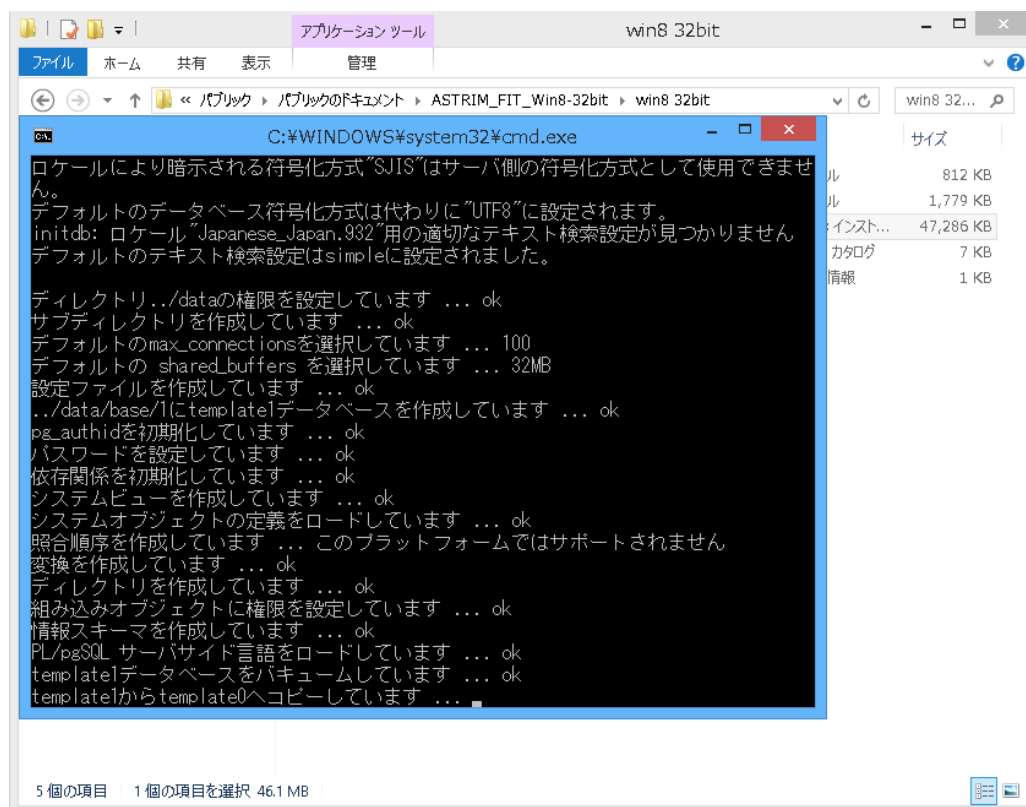 アプリケーション ツール
win8 32bit
ファイル
ホーム
共有
表示
管理
« パブリック ▸ パブリックのドキュメント ▸ ASTRIM_FIT_Win8-32bit ▸ win8 32bit
win8 32...
C:¥WINDOWS¥system32¥cmd.exe
サイズ
ル 812 KB
ル 1,779 KB
インスト... 47,286 KB
カタログ 7 KB
情報 1 KB
ロケールにより暗示される符号化方式"SJIS"はサーバ側の符号化方式として使用できませ
ん。
デフォルトのデータベース符号化方式は代わりに"UTF8"に設定されます。
initdb: ロケール"Japanese_Japan.932"用の適切なテキスト検索設定が見つかりません
デフォルトのテキスト検索設定はsimpleに設定されました。
ディレクトリ../dataの権限を設定しています ... ok
サブディレクトリを作成しています ... ok
デフォルトのmax_connectionsを選択しています ... 100
デフォルトの shared_buffers を選択しています ... 32MB
設定ファイルを作成しています ... ok
../data/base/1にtemplate1データベースを作成しています ... ok
pg_authidを初期化しています ... ok
パスワードを設定しています ... ok
依存関係を初期化しています ... ok
システムビューを作成しています ... ok
システムオブジェクトの定義をロードしています ... ok
照合順序を作成しています ... このプラットフォームではサポートされません
変換を作成しています ... ok
ディレクトリを作成しています ... ok
組み込みオブジェクトに権限を設定しています ... ok
情報スキーマを作成しています ... ok
PL/pgSQL サーバサイド言語をロードしています ... ok
template1データベースをバキュームしています ... ok
template1からtemplate0へコピーしています ...
5 個の項目
1 個の項目を選択 46.1 MB